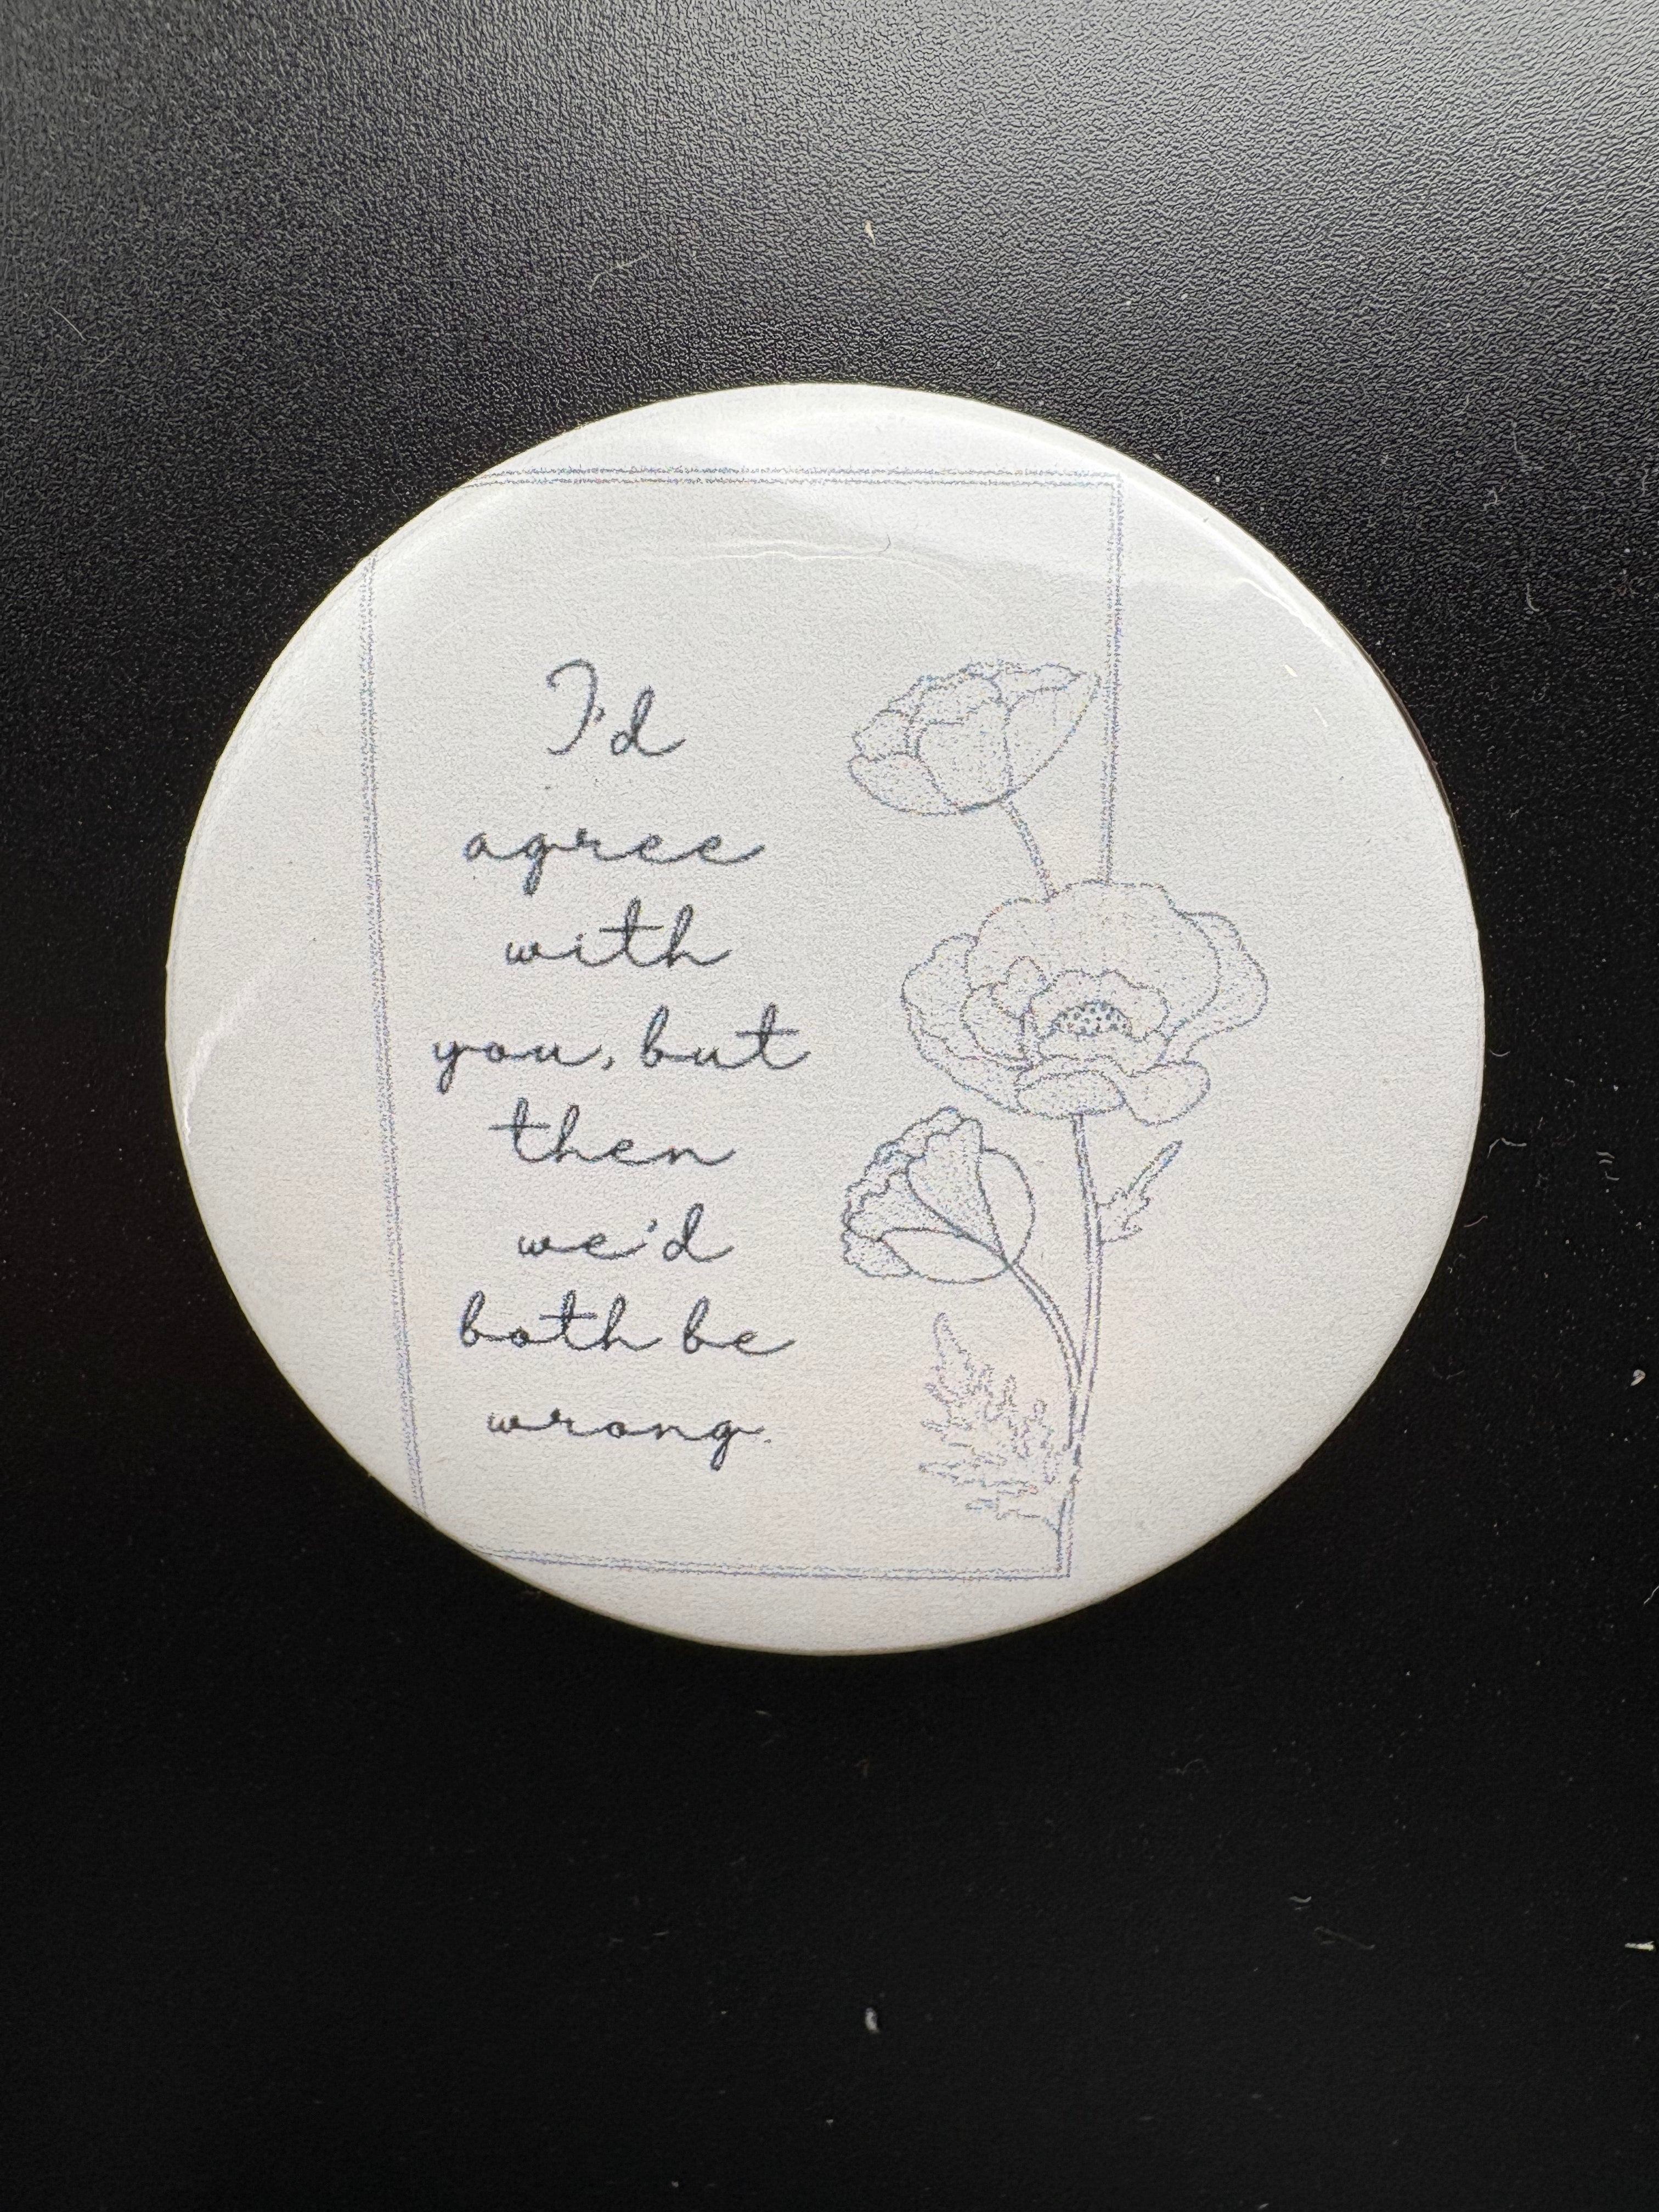 I'd
agree
with
you, but
then
we'd
both be
wrong.